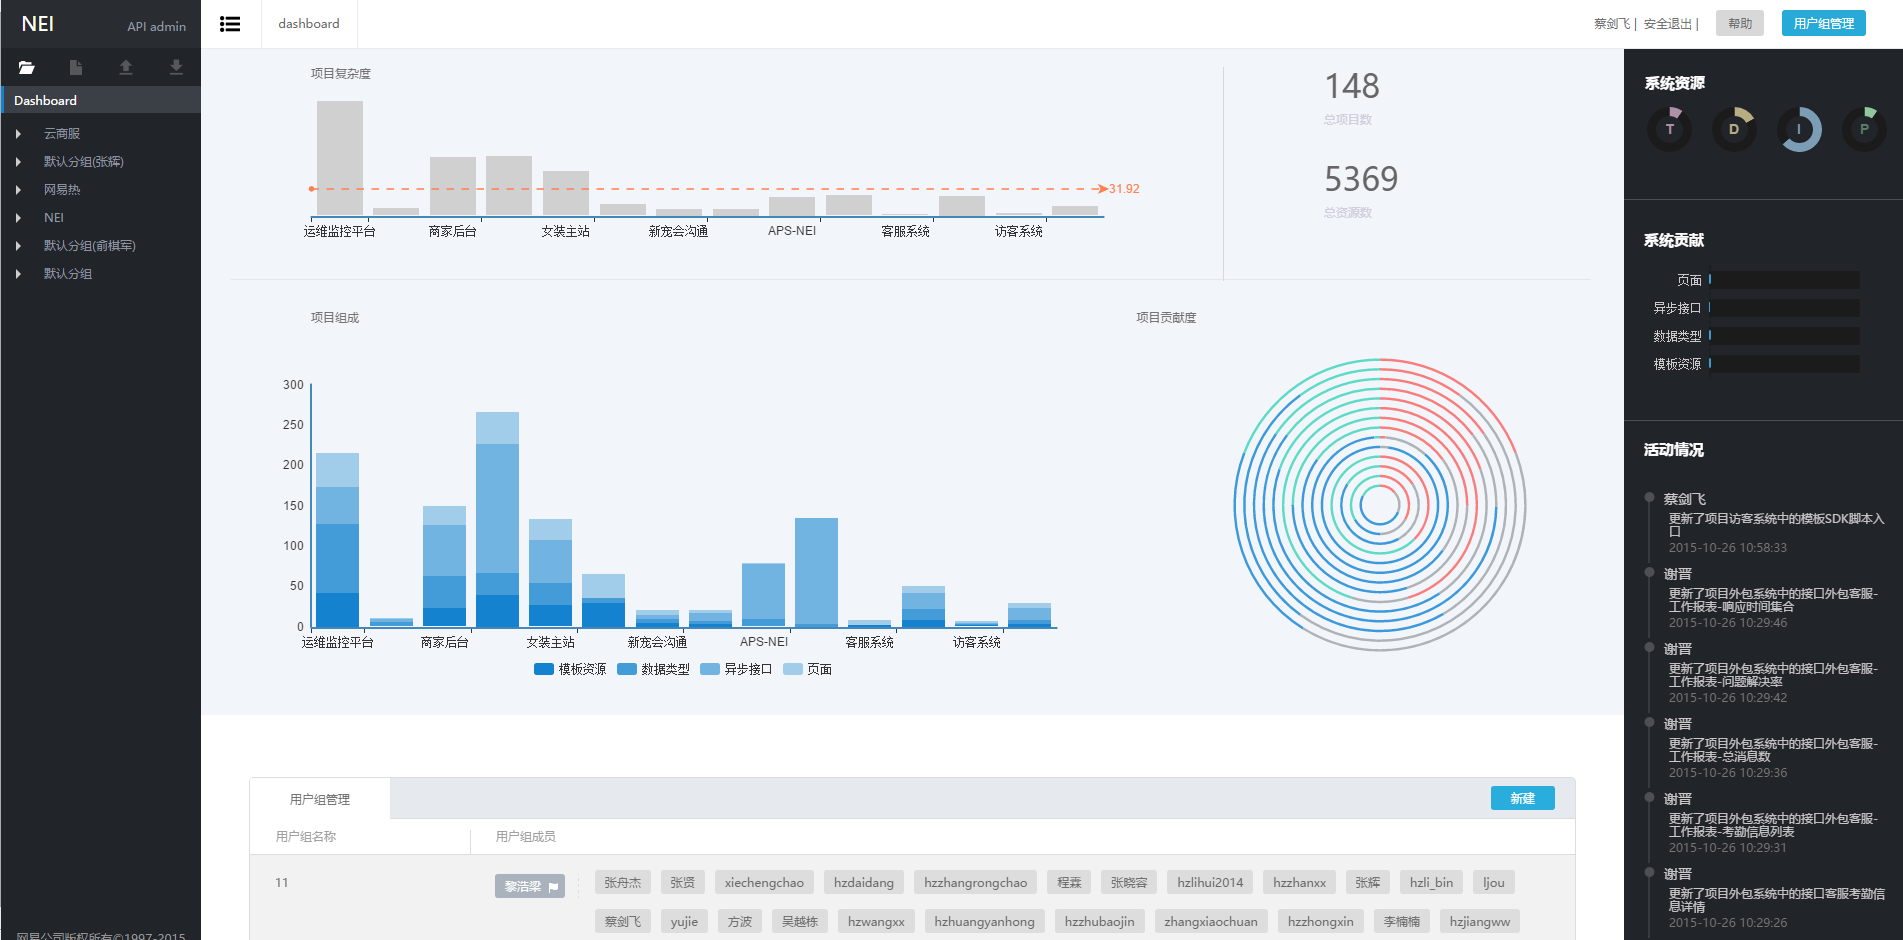 NEI
API admin
dashboard
蔡剑飞 | 安全退出 |
帮助
用户组管理
Dashboard
云商服
默认分组(张辉)
网易热
NEI
默认分组(俞棋军)
默认分组
网易公司版权所有©1997-2015
项目复杂度
31.92
运维监控平台 商家后台 女装主站 新宠会沟通 APS-NEI 客服系统 访客系统
148
总项目数
5369
总资源数
项目组成
300
250
200
150
100
50
0
运维监控平台 商家后台 女装主站 新宠会沟通 APS-NEI 客服系统 访客系统
模板资源 数据类型 异步接口 页面
项目贡献度
用户组管理
新建
用户组名称 用户组成员
11
黎浩梁
张舟杰 张贤 xiechengchao hzdaidang hzzhangrongchao 程霖 张晓容 hzlihui2014 hzzhanxx 张辉 hzli_bin ljou
蔡剑飞 yujie 方波 吴越栋 hzwangxx hzhuangyanhong hzzhubaojin zhangxiaochuan hzzhongxin 李楠楠 hzjiangww
系统资源
T D I P
系统贡献
页面
异步接口
数据类型
模板资源
活动情况
蔡剑飞
更新了项目访客系统中的模板SDK脚本入
口
2015-10-26 10:58:33
谢晋
更新了项目外包系统中的接口外包客服-
工作报表-响应时间集合
2015-10-26 10:29:46
谢晋
更新了项目外包系统中的接口外包客服-
工作报表-问题解决率
2015-10-26 10:29:42
谢晋
更新了项目外包系统中的接口外包客服-
工作报表-总消息数
2015-10-26 10:29:36
谢晋
更新了项目外包系统中的接口外包客服-
工作报表-考勤信息列表
2015-10-26 10:29:31
谢晋
更新了项目外包系统中的接口客服考勤信
息详情
2015-10-26 10:29:26